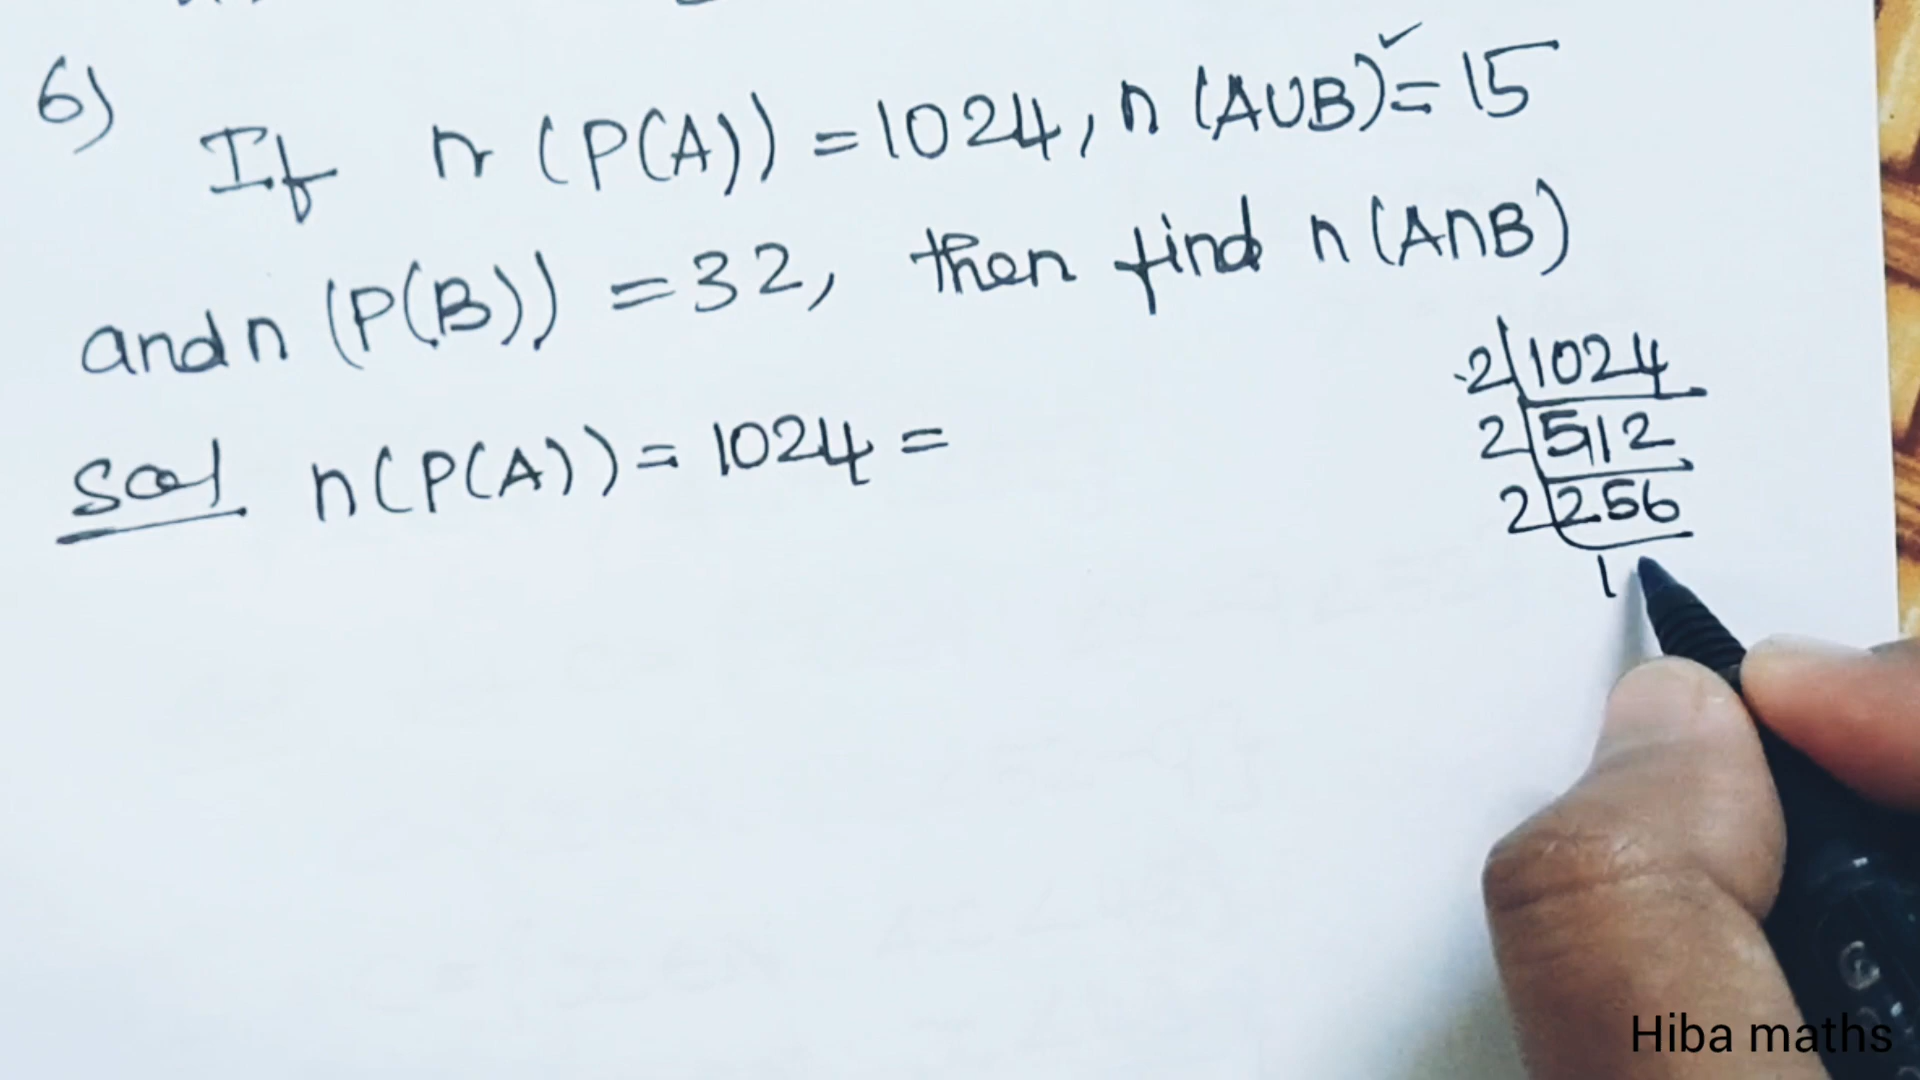 6) If n (P(A)) = 1024, n (A∪B) = 15
and n (P(B)) = 32, then find n (A∩B)
Sol n(P(A)) = 1024 =
2 1024
2 512
2 256
1
Hiba maths